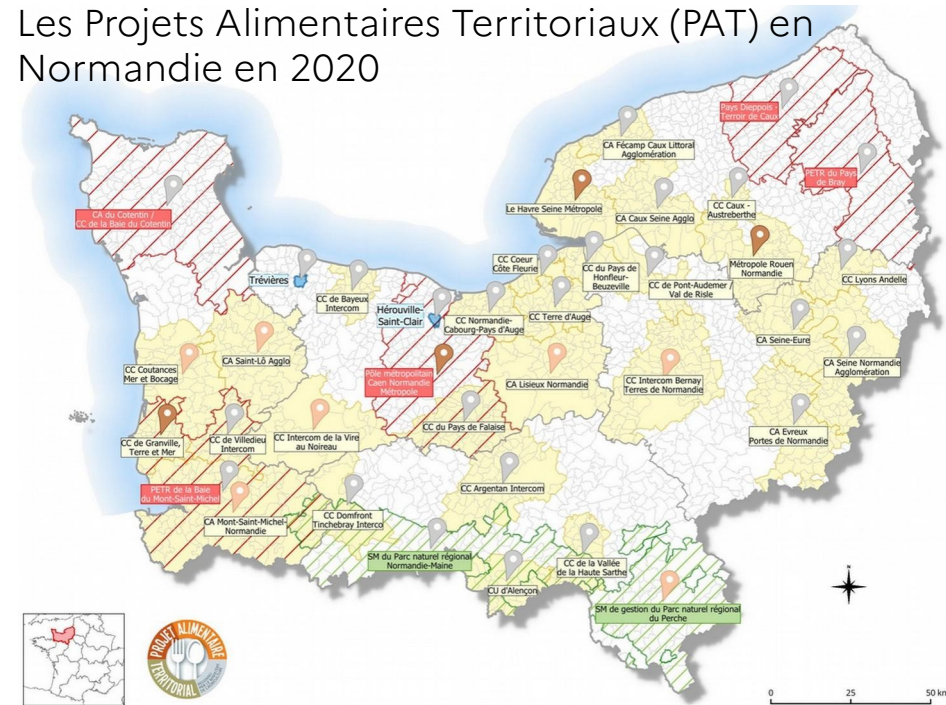 Les Projets Alimentaires Territoriaux (PAT) en
Normandie en 2020
Pays Dieppois -
Terroir de Caux
CA Fécamp Caux Littoral
Agglomération
PETR du Pays
de Bray
CA du Cotentin /
CC de la Baie du Cotentin
Le Havre Seine Métropole
CA Caux Seine Agglo
CC Caux -
Austreberthe
Métropole Rouen
Normandie
CC Coeur
Côte Fleurie
CC du Pays de
Honfleur-
Beuzeville
CC de Pont-Audemer /
Val de Risle
CC Lyons Andelle
Trévières
CC de Bayeux
Intercom
Hérouville-
Saint-Clair
CC Normandie-
Cabourg-Pays d'Auge
CC Terre d'Auge
CA Seine-Eure
CA Saint-Lô Agglo
CC Coutances
Mer et Bocage
Pôle métropolitain
Caen Normandie
Métropole
CA Lisieux Normandie
CC Intercom Bernay
Terres de Normandie
CA Seine Normandie
Agglomération
CC de Granville,
Terre et Mer
CC de Villedieu
Intercom
CC Intercom de la Vire
au Noireau
CC du Pays de Falaise
CA Evreux
Portes de Normandie
PETR de la Baie
du Mont-Saint-Michel
CC Argentan Intercom
CA Mont-Saint-Michel-
Normandie
CC Domfront
Tinchebray Interco
SM du Parc naturel régional
Normandie-Maine
CC de la Vallée
de la Haute Sarthe
CU d'Alençon
SM de gestion du Parc naturel régional
du Perche
N
PROJET ALIMENTAIRE
TERRITORIAL
0 25 50 km